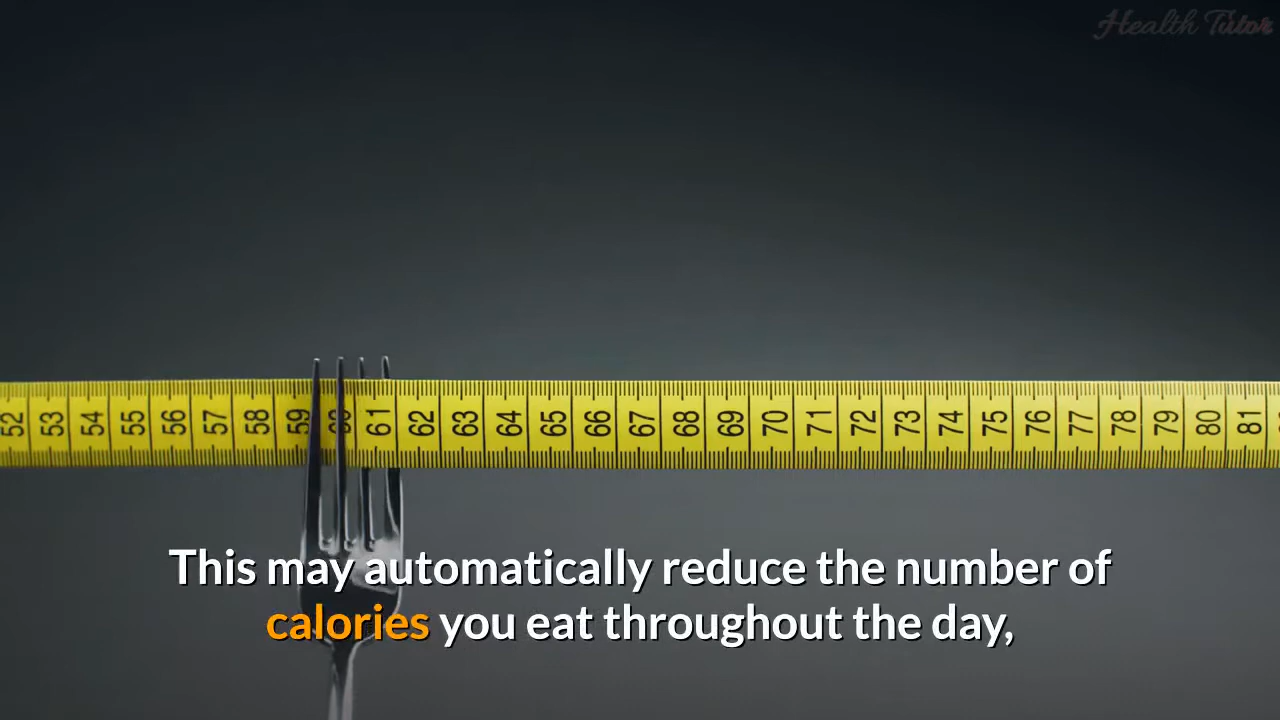 Health Tutor
52 53 54 55 56 57 58 59 60 61 62 63 64 65 66 67 68 69 70 71 72 73 74 75 76 77 78 79 80 81
This may automatically reduce the number of
calories you eat throughout the day,